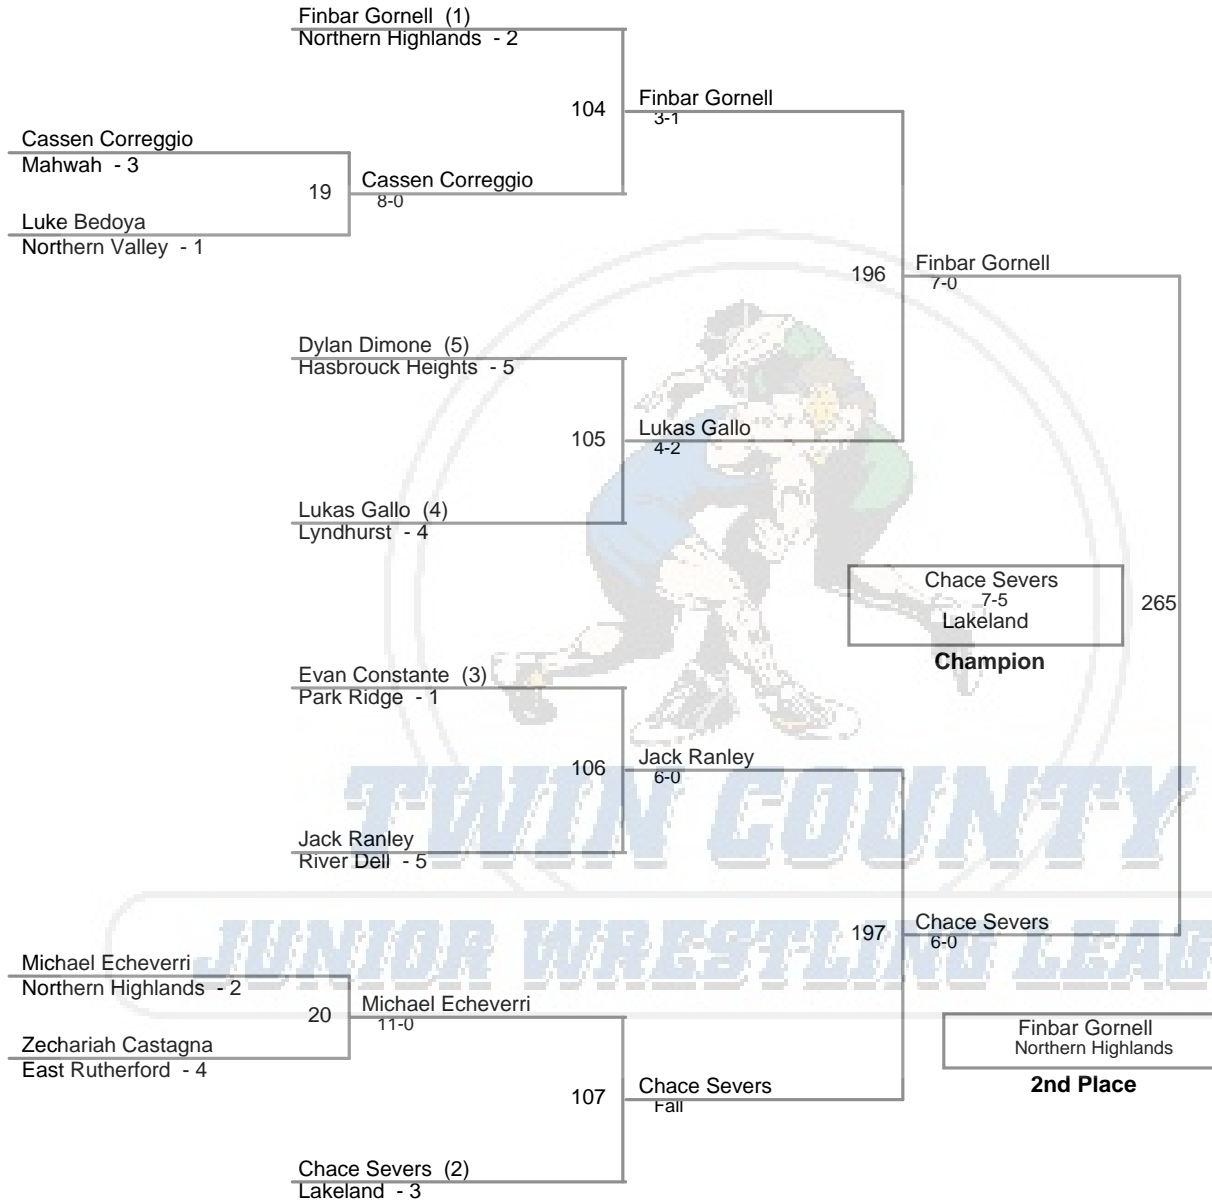 Finbar Gornell (1)
Northern Highlands - 2
104
Finbar Gornell
3-1
Cassen Correggio
Mahwah - 3
19
Cassen Correggio
8-0
Luke Bedoya
Northern Valley - 1
196
Finbar Gornell
7-0
Dylan Dimone (5)
Hasbrouck Heights - 5
105
Lukas Gallo
4-2
Lukas Gallo (4)
Lyndhurst - 4
Chace Severs
7-5
Lakeland
265
Champion
Evan Constante (3)
Park Ridge - 1
106
Jack Ranley
6-0
TWIN COUNTY
Jack Ranley
River Dell - 5
197
Chace Severs
6-0
JUNIOR WRESTLING LEAG
Michael Echeverri
Northern Highlands - 2
20
Michael Echeverri
11-0
Zechariah Castagna
East Rutherford - 4
Finbar Gornell
Northern Highlands
2nd Place
107
Chace Severs
Fall
Chace Severs (2)
Lakeland - 3